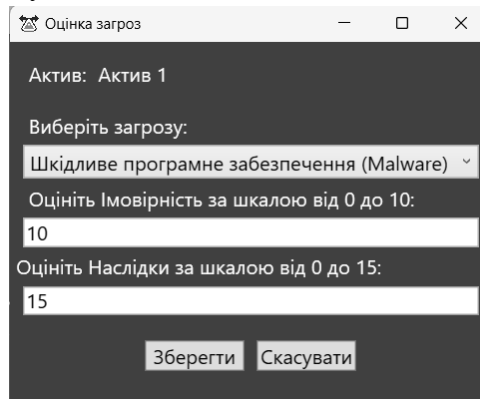 Оцінка загроз
Актив: Актив 1
Виберіть загрозу:
Шкідливе програмне забезпечення (Malware)
Оцініть Імовірність за шкалою від 0 до 10:
10
Оцініть Наслідки за шкалою від 0 до 15:
15
Зберегти Скасувати